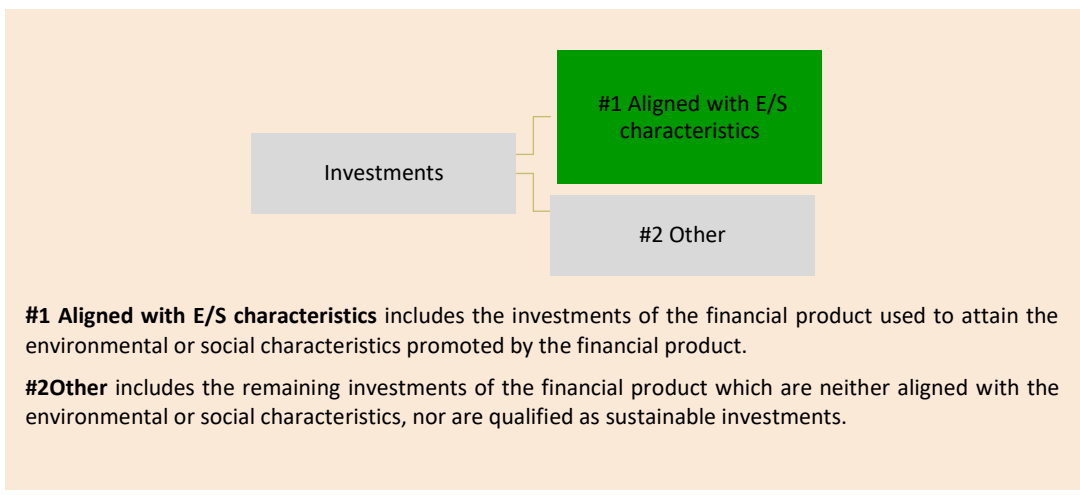 #1 Aligned with E/S
characteristics
Investments
#2 Other
#1 Aligned with E/S characteristics includes the investments of the financial product used to attain the
environmental or social characteristics promoted by the financial product.
#2Other includes the remaining investments of the financial product which are neither aligned with the
environmental or social characteristics, nor are qualified as sustainable investments.